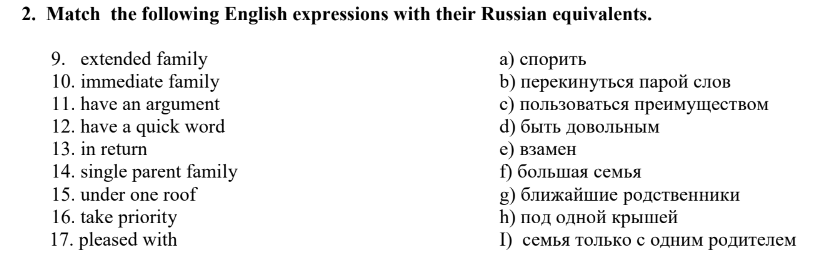 2. Match the following English expressions with their Russian equivalents.
9. extended family a) спорить
10. immediate family b) перекинуться парой слов
11. have an argument c) пользоваться преимуществом
12. have a quick word d) быть довольным
13. in return e) взамен
14. single parent family f) большая семья
15. under one roof g) ближайшие родственники
16. take priority h) под одной крышей
17. pleased with I) семья только с одним родителем